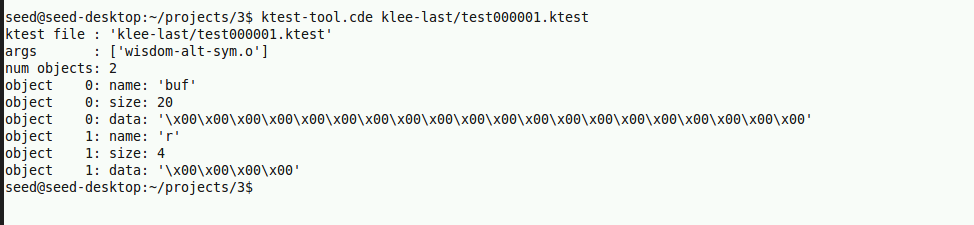 seed@seed-desktop:~/projects/3$ ktest-tool.cde klee-last/test000001.ktest
ktest file : 'klee-last/test000001.ktest'
args       : ['wisdom-alt-sym.o']
num objects: 2
object    0: name: 'buf'
object    0: size: 20
object    0: data: '\x00\x00\x00\x00\x00\x00\x00\x00\x00\x00\x00\x00\x00\x00\x00\x00\x00\x00\x00\x00'
object    1: name: 'r'
object    1: size: 4
object    1: data: '\x00\x00\x00\x00'
seed@seed-desktop:~/projects/3$